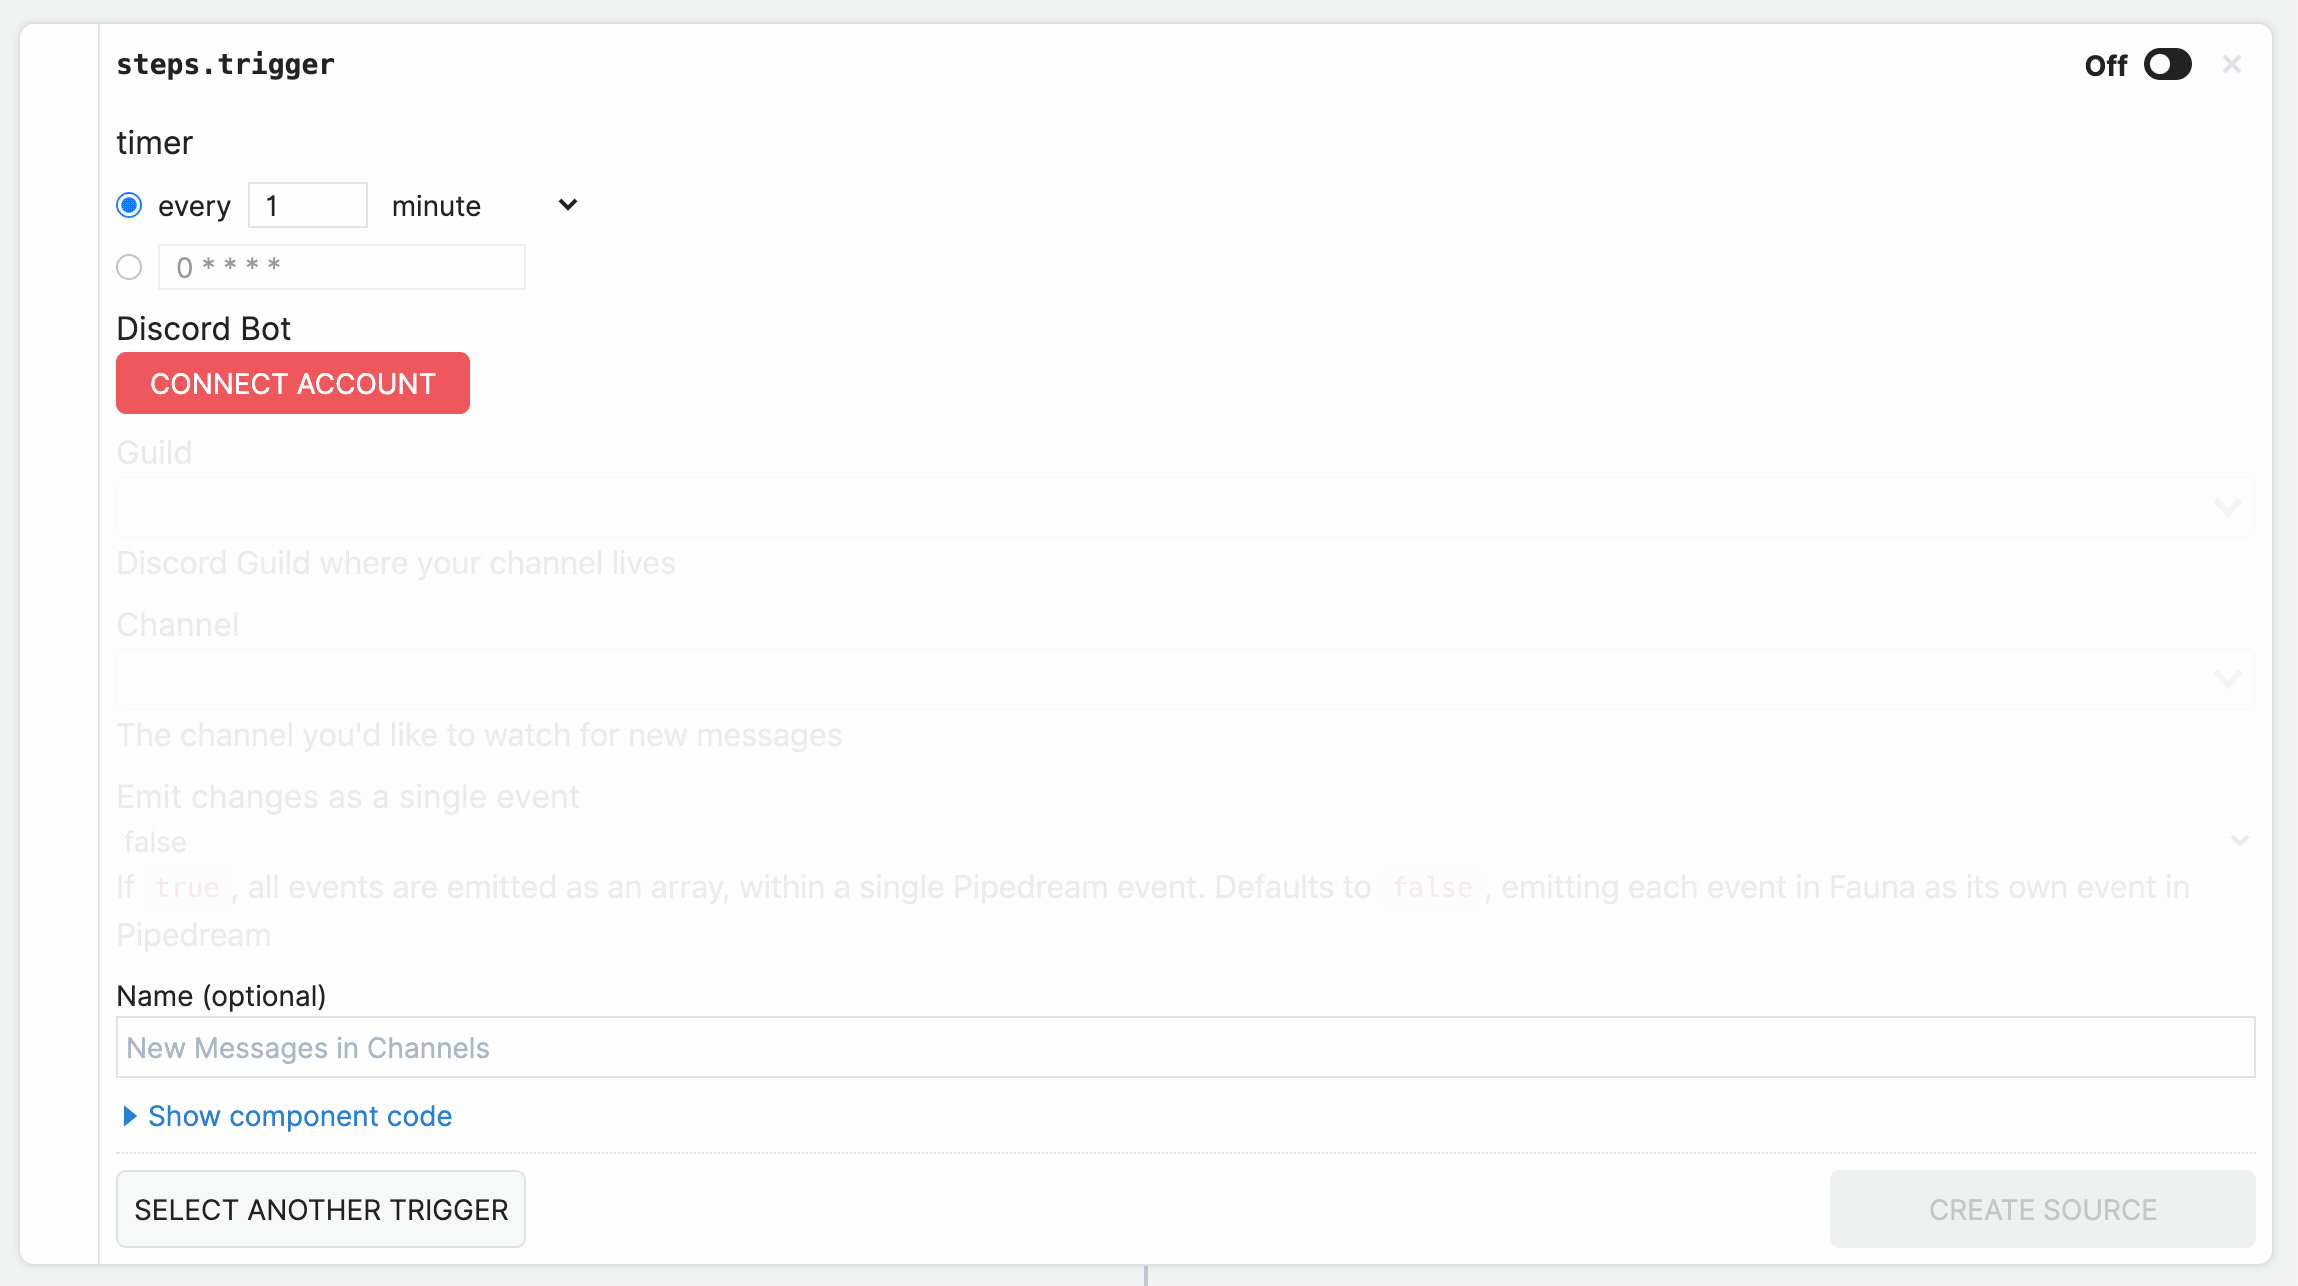 steps.trigger
Off
timer
every 1 minute
0 * * * *
Discord Bot
CONNECT ACCOUNT
Guild
Discord Guild where your channel lives
Channel
The channel you'd like to watch for new messages
Emit changes as a single event
false
If true , all events are emitted as an array, within a single Pipedream event. Defaults to false , emitting each event in Fauna as its own event in
Pipedream
Name (optional)
New Messages in Channels
Show component code
SELECT ANOTHER TRIGGER
CREATE SOURCE